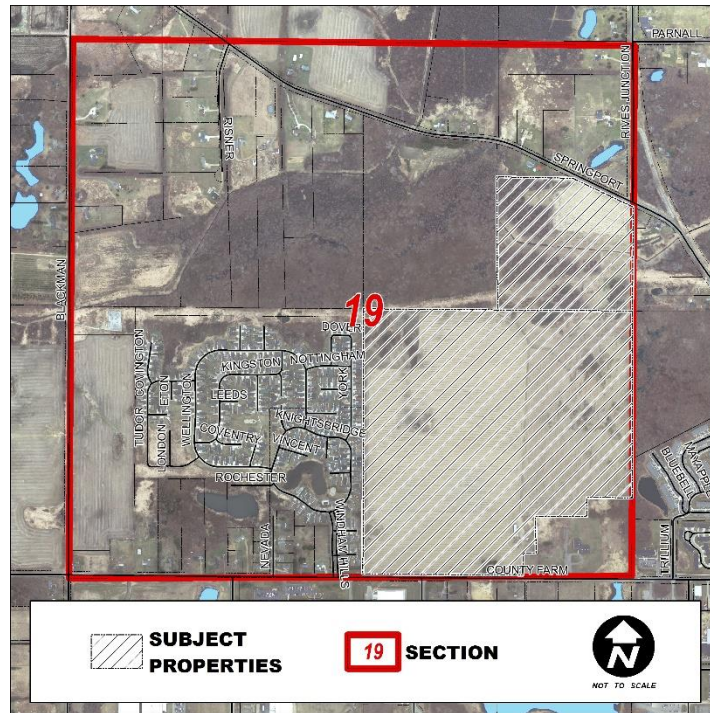 PARNALL
RIVES JUNCTION
RISNER
SPRINGPORT
BLACKMAN
19
DOVER
TUDOR
COVINGTON
KINGSTON
NOTTINGHAM
YORK
LONDON
ETON
WELLINGTON
LEEDS
KNIGHTSBRIDGE
COVENTRY
VINCENT
ROCHESTER
NEVADA
WINDHAM HILLS
COUNTY FARM
BLUEBELL
MAYAPPLE
TRILLIUM
SUBJECT
PROPERTIES
19 SECTION
N
NOT TO SCALE